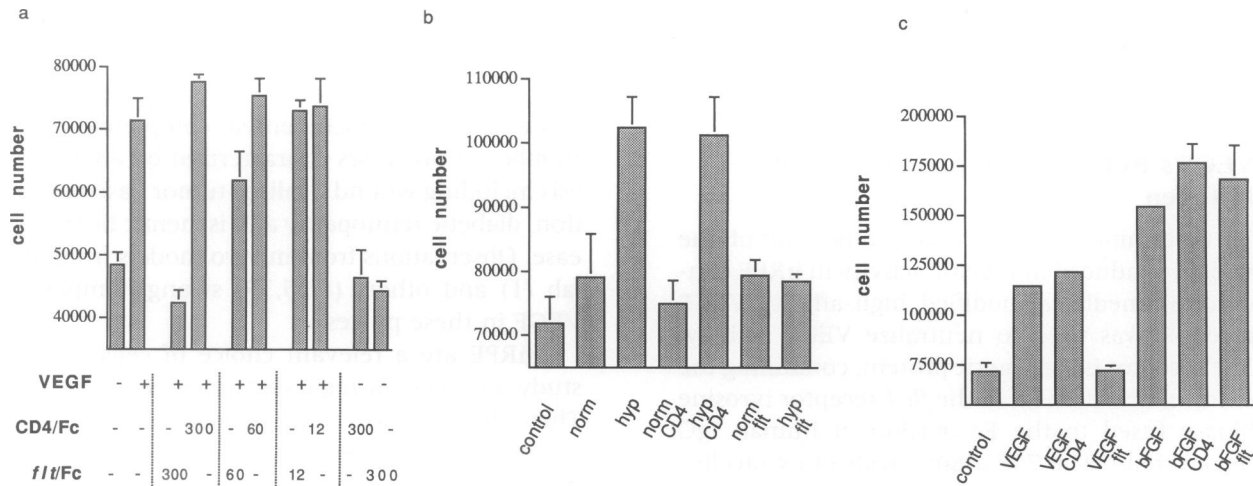 a
b
c
80000
70000
60000
50000
40000
cell number
VEGF - + + + + + + + - -
CD4/Fc - - - 300 - 60 - 12 300 -
flt/Fc - - 300 - 60 - 12 - - 300
110000
100000
90000
80000
70000
cell number
control
norm
hyp
norm CD4
hyp CD4
norm flt
hyp flt
200000
175000
150000
125000
100000
75000
50000
cell number
control
VEGF
VEGF CD4
VEGF flt
bFGF
bFGF CD4
bFGF flt